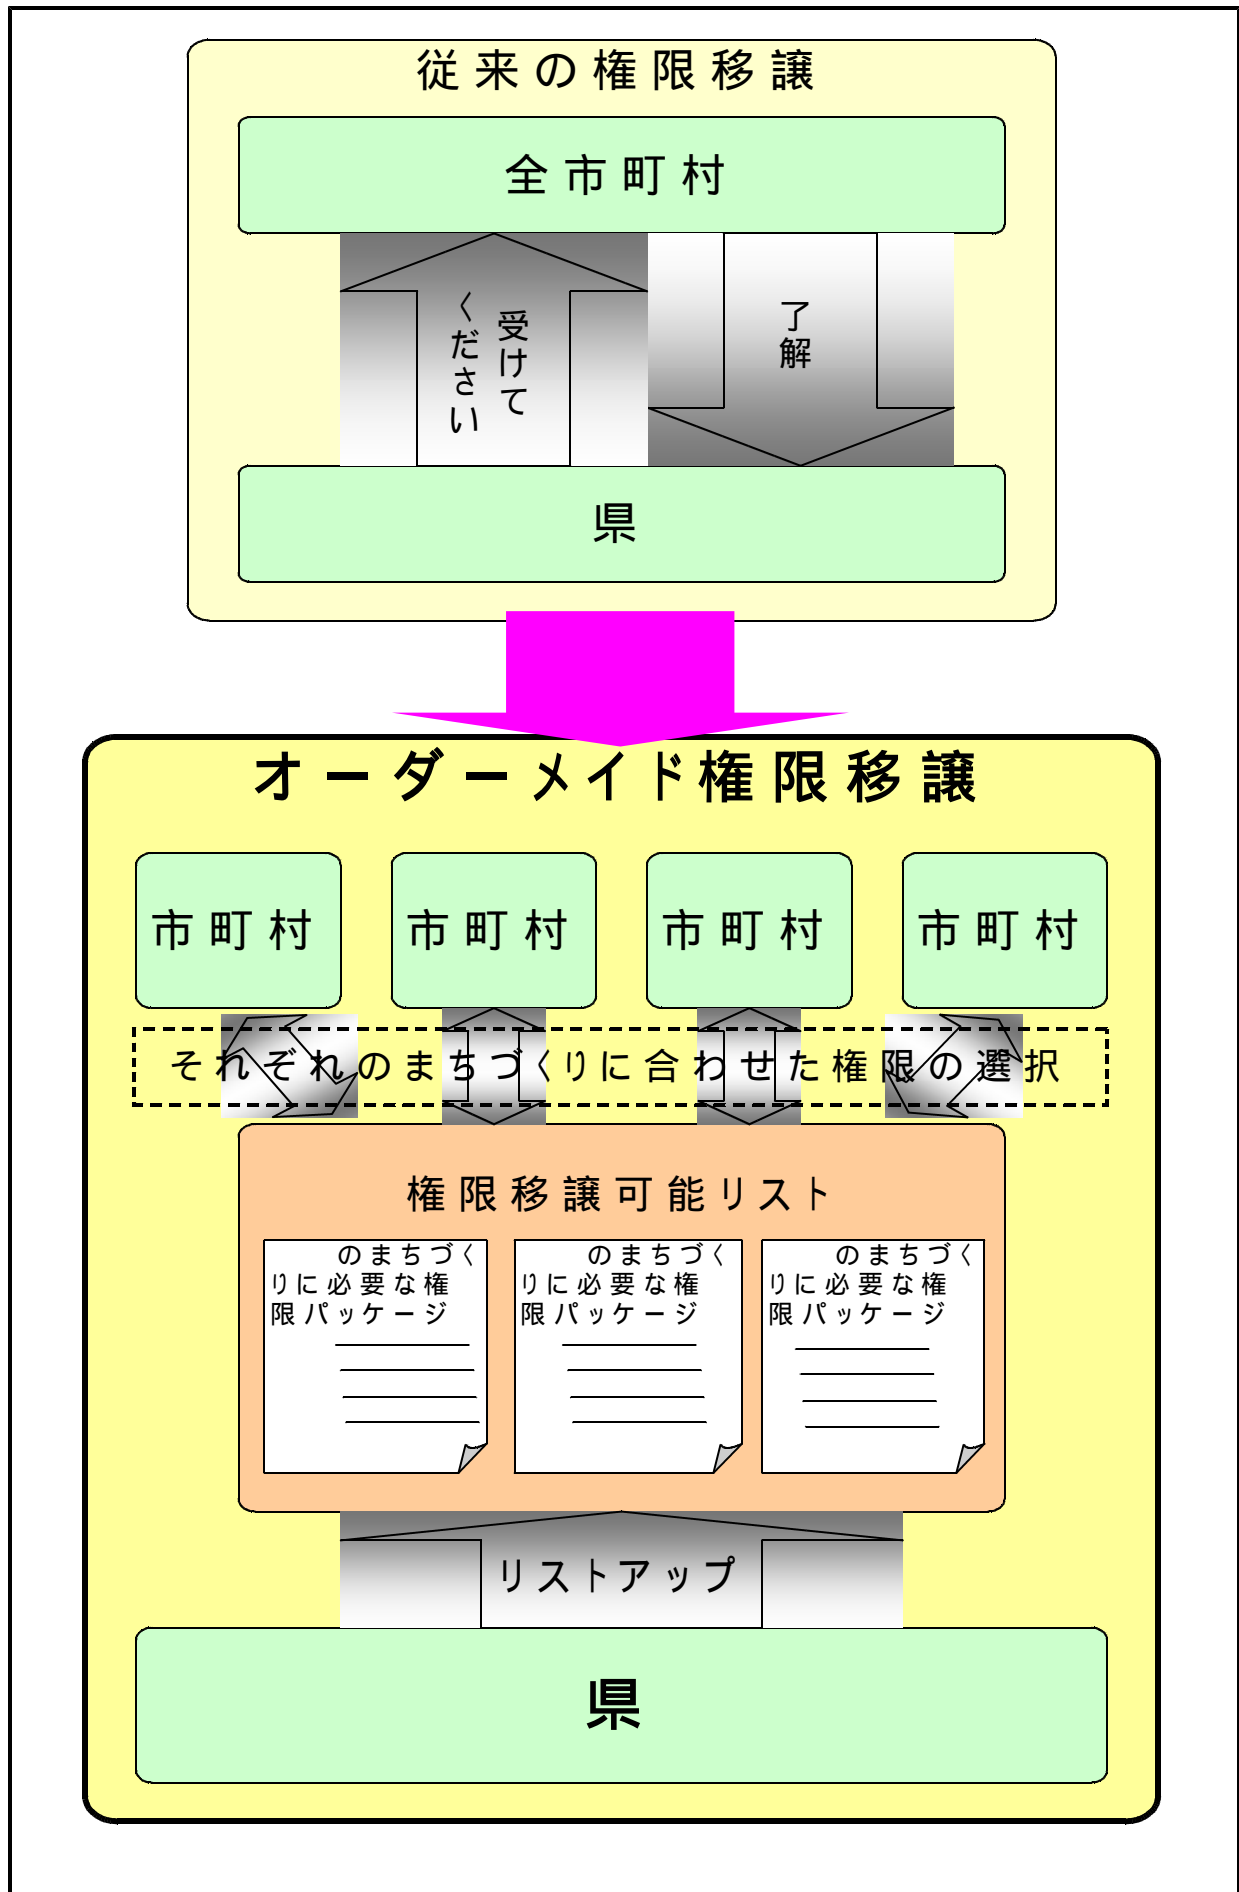 従来の権限移譲
全市町村
受けて
ください
了解
県
オーダーメイド権限移譲
市町村
市町村
市町村
市町村
それぞれのまちづくりに合わせた権限の選択
権限移譲可能リスト
のまちづく
りに必要な権
限パッケージ
のまちづく
りに必要な権
限パッケージ
のまちづく
りに必要な権
限パッケージ
リストアップ
県